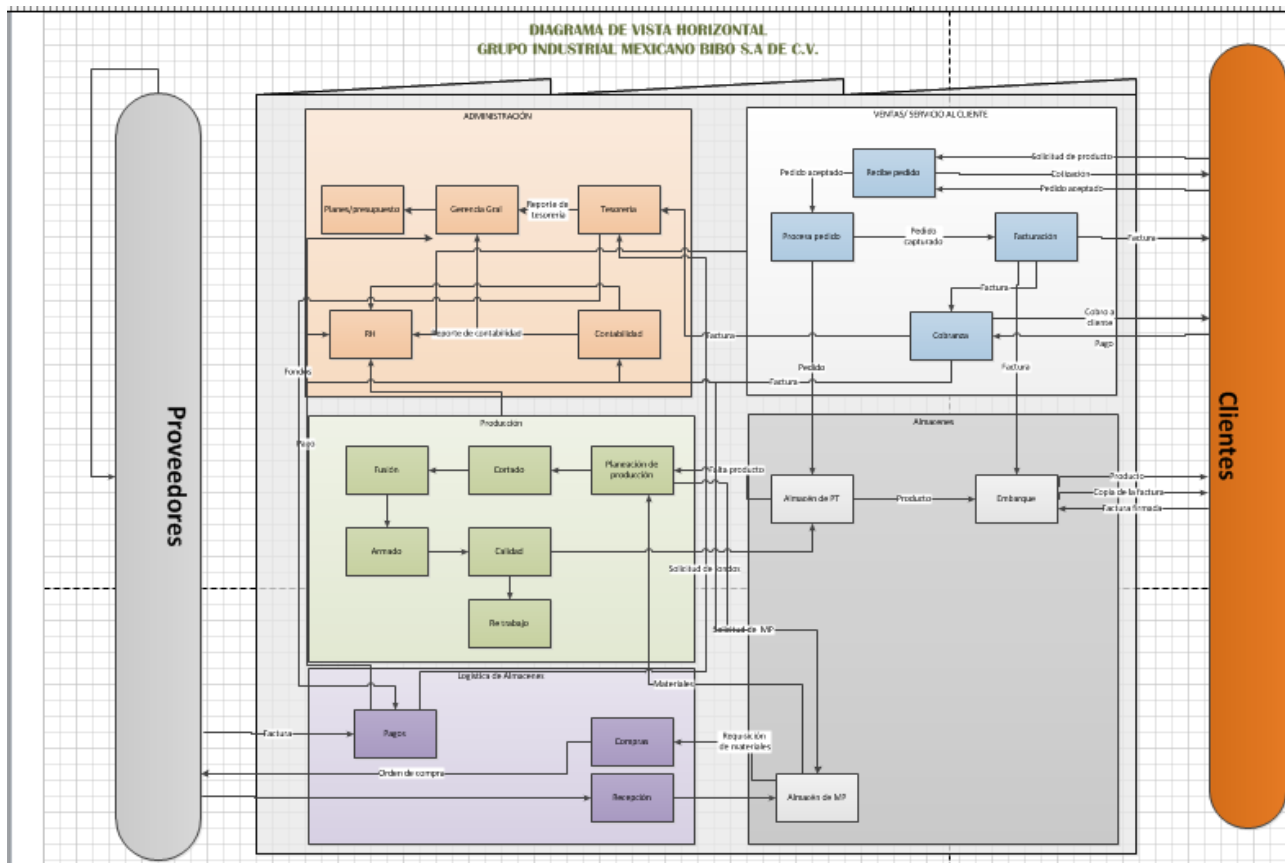 DIAGRAMA DE VISTA HORIZONTAL
GRUPO INDUSTRIAL MEXICANO BIBO S.A DE C.V.
ADMINISTRACIÓN
Planes/presupuesto
Gerencia Gral
Reporte de
tesorería
Tesorería
RH
Reporte de contabilidad
Contabilidad
Fondos
Pago
VENTAS/ SERVICIO AL CLIENTE
Recibe pedido
Solicitud de producto
Cotización
Pedido aceptado
Pedido aceptado
Procesa pedido
Pedido
capturado
Facturación
Factura
Factura
Cobranza
Cobro a
cliente
Pago
Factura
Factura
Factura
Pedido
Producción
Fusión
Cortado
Planeación de
producción
Armado
Calidad
Retrabajo
Falta producto
Solicitud de fondos
Solicitud de MP
Almacenes
Almacén de PT
Producto
Embarque
Producto
Copia de la factura
Factura firmada
Materiales
Requisición
de materiales
Almacén de MP
Logística de Almacenes
Pagos
Compras
Recepción
Factura
Orden de compra
Proveedores
Clientes